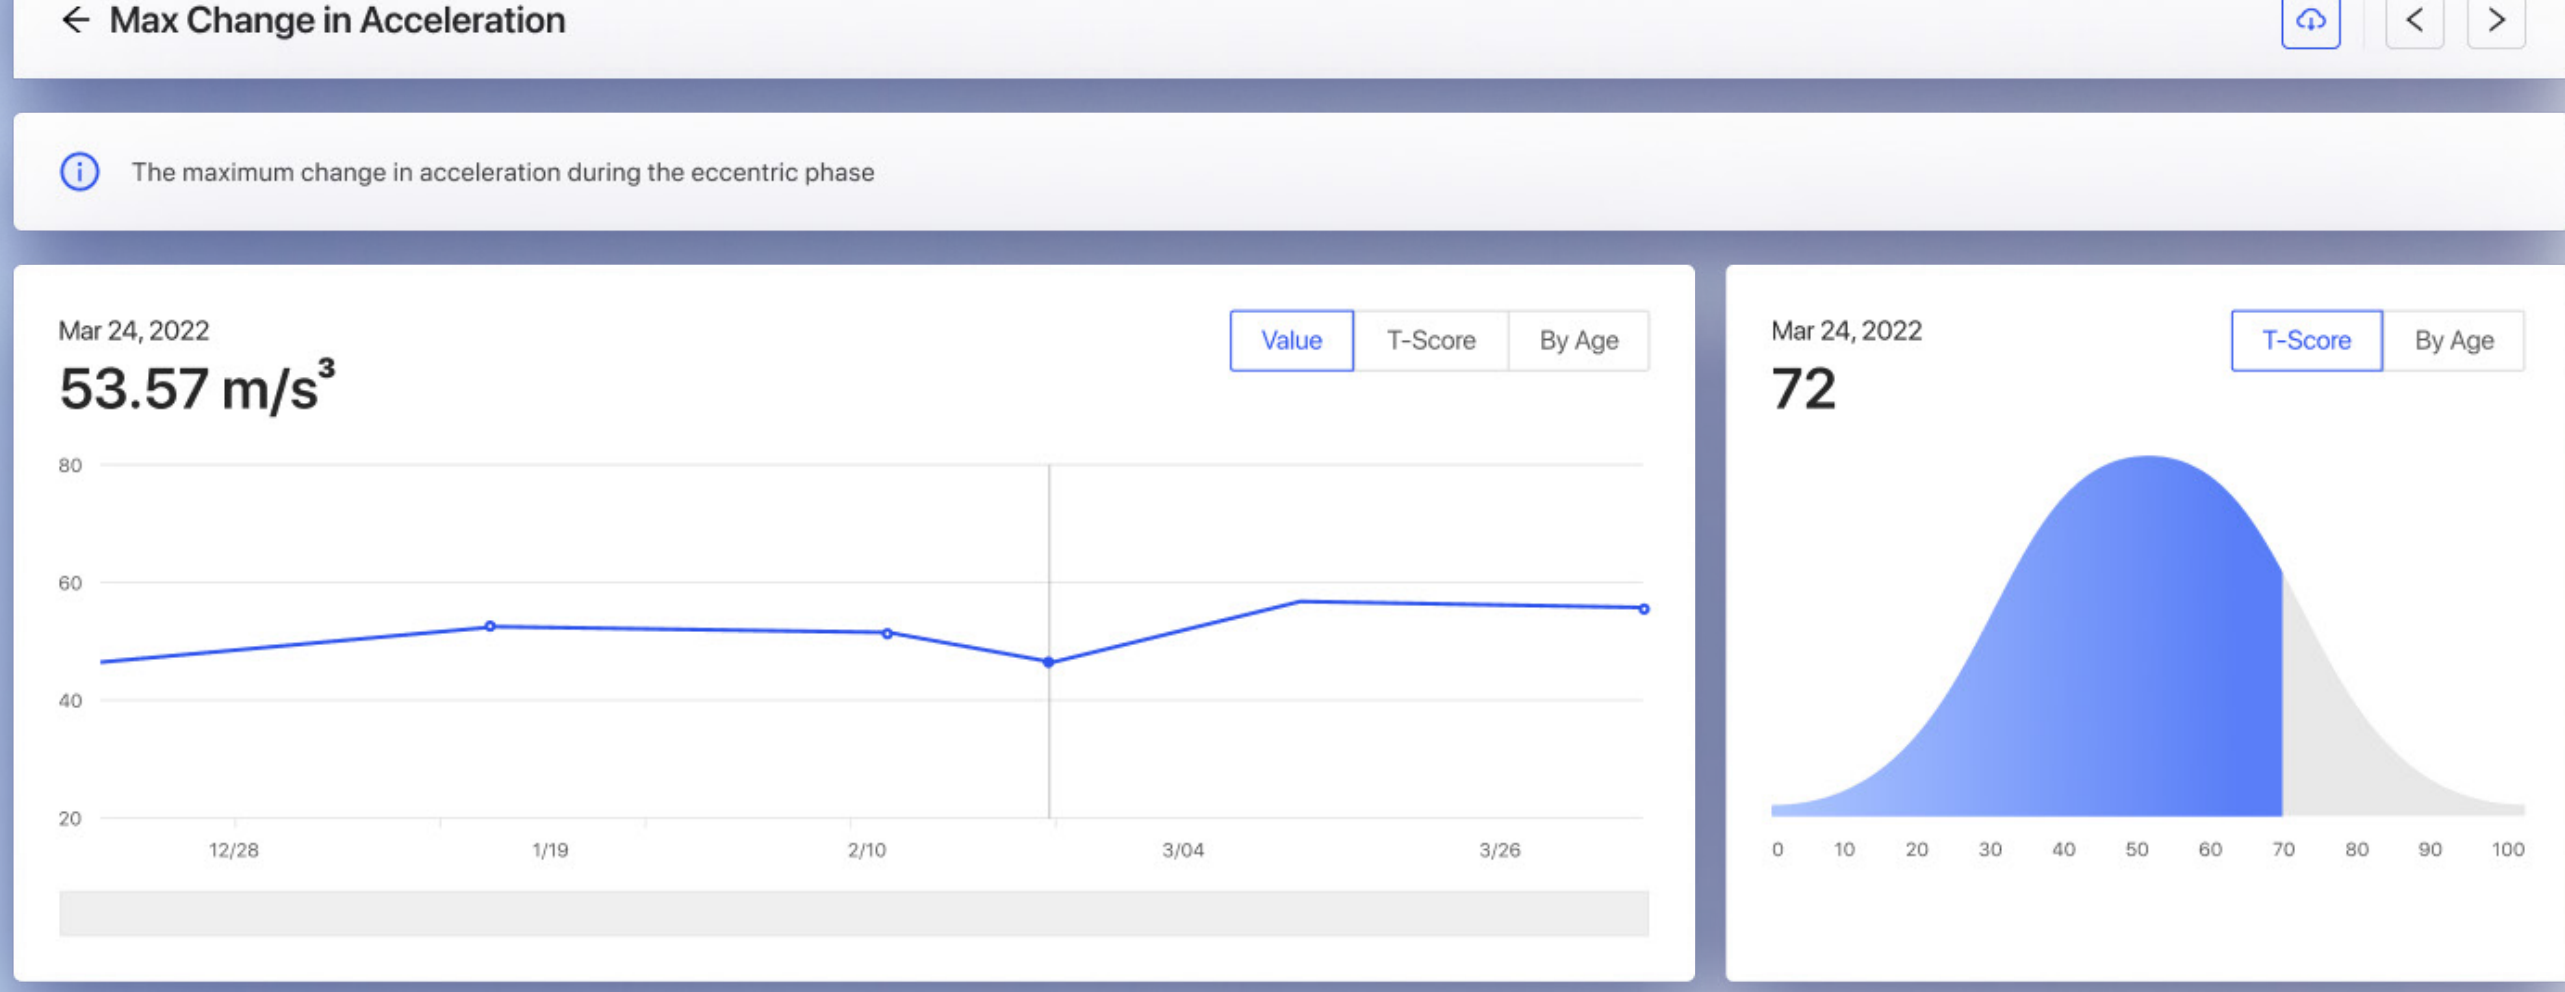 Max Change in Acceleration
The maximum change in acceleration during the eccentric phase
Mar 24, 2022
53.57 m/s³
Value T-Score By Age
80
60
40
20
12/28 1/19 2/10 3/04 3/26
Mar 24, 2022
72
T-Score By Age
0 10 20 30 40 50 60 70 80 90 100